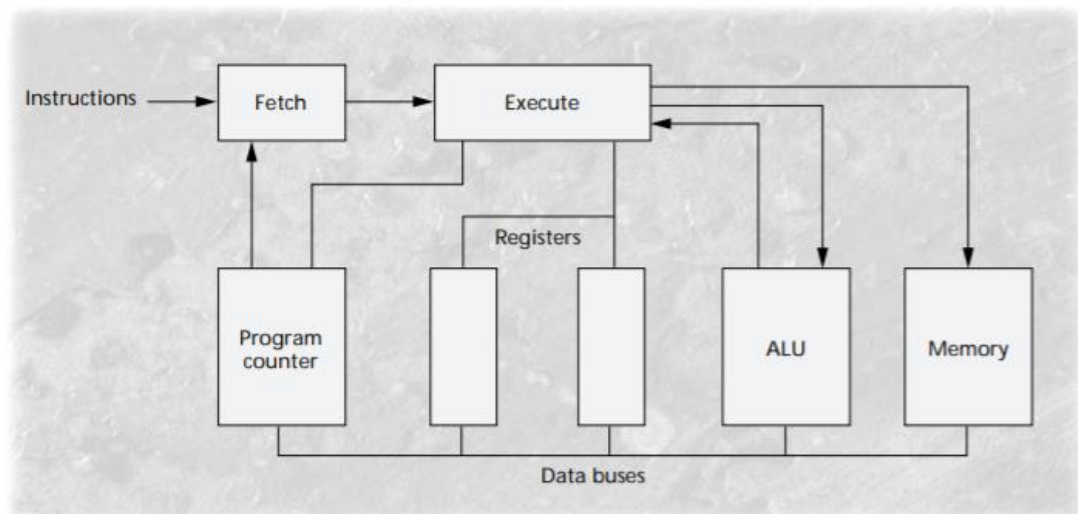 Instructions
Fetch
Execute
Registers
Program
counter
ALU
Memory
Data buses